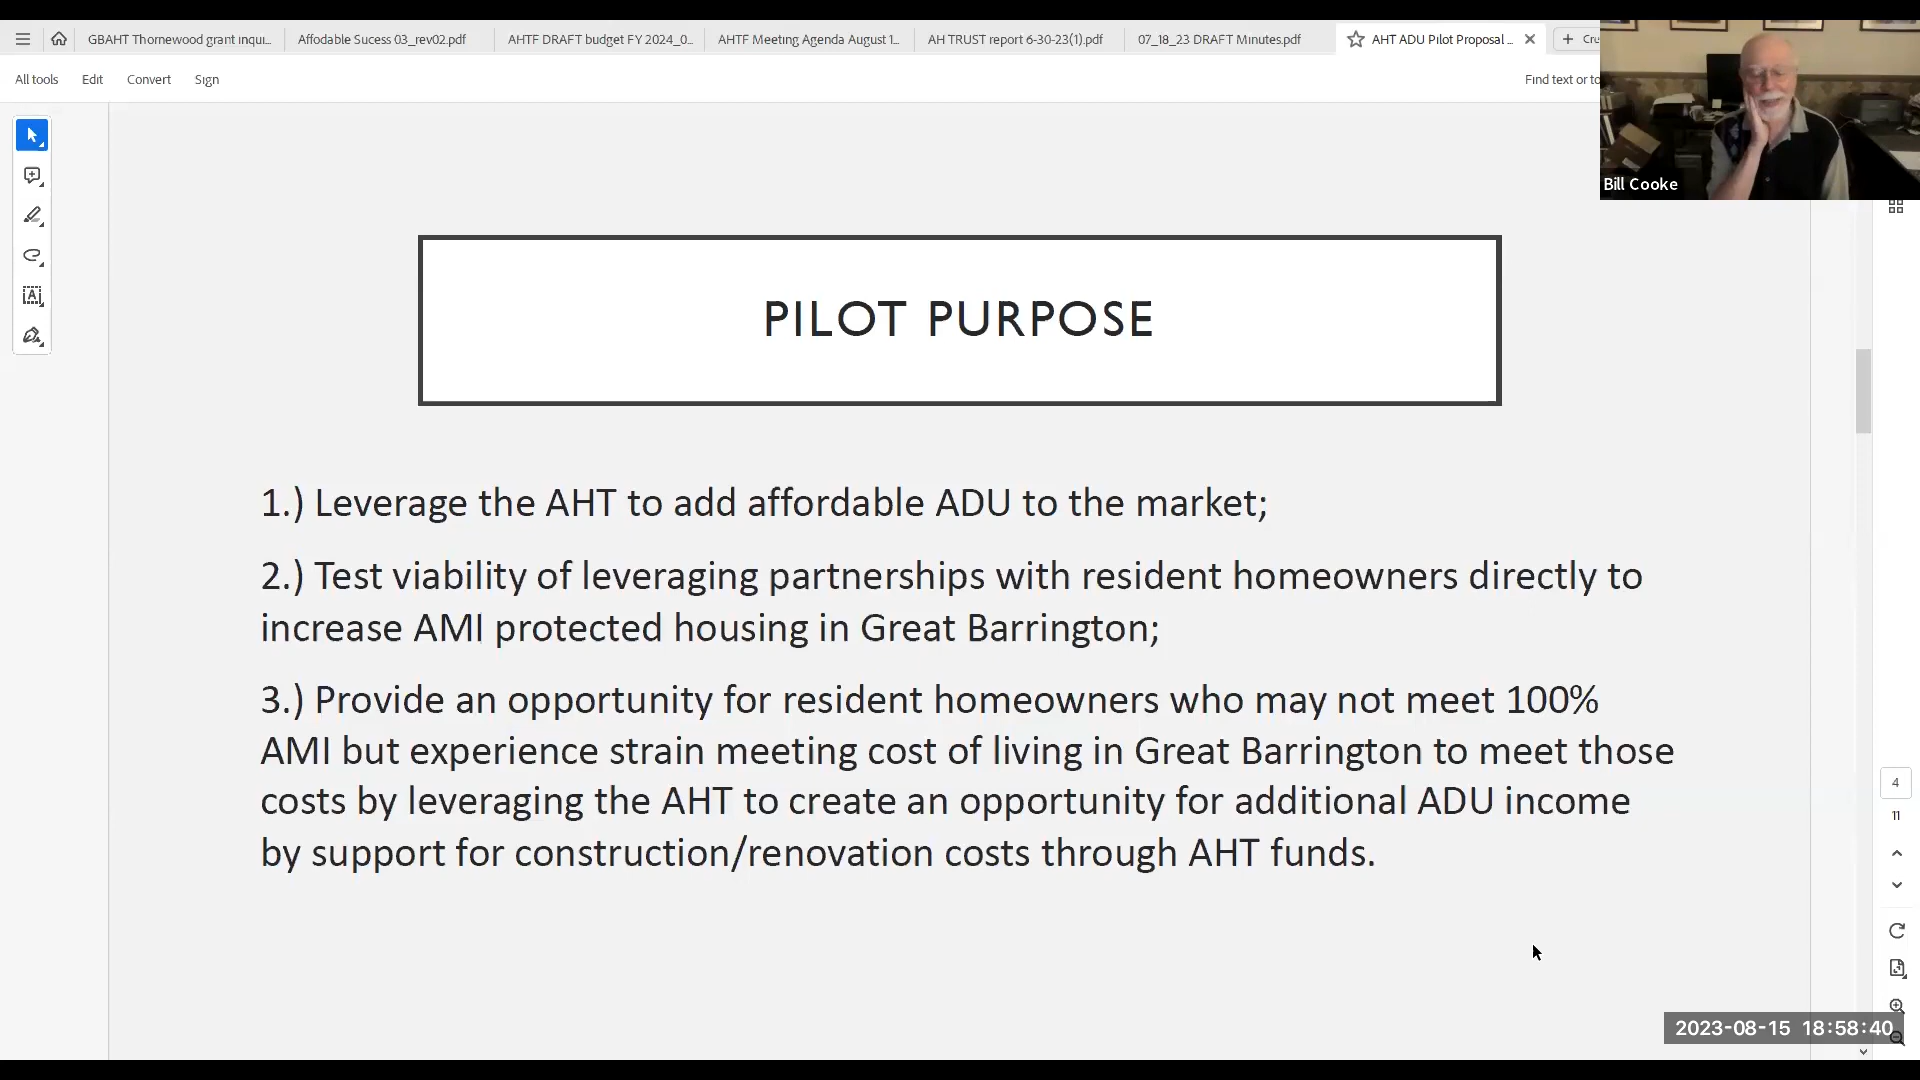 GBAHT Thornewood grant inqui...
Affodable Sucess 03_rev02.pdf
AHTF DRAFT budget FY 2024_0...
AHTF Meeting Agenda August 1...
AH TRUST report 6-30-23(1).pdf
07_18_23 DRAFT Minutes.pdf
AHT ADU Pilot Proposal ...
+ Cre
All tools
Edit
Convert
Sign
Find text or to
Bill Cooke
PILOT PURPOSE
1.) Leverage the AHT to add affordable ADU to the market;
2.) Test viability of leveraging partnerships with resident homeowners directly to
increase AMI protected housing in Great Barrington;
3.) Provide an opportunity for resident homeowners who may not meet 100%
AMI but experience strain meeting cost of living in Great Barrington to meet those
costs by leveraging the AHT to create an opportunity for additional ADU income
by support for construction/renovation costs through AHT funds.
4
11
2023-08-15 18:58:40